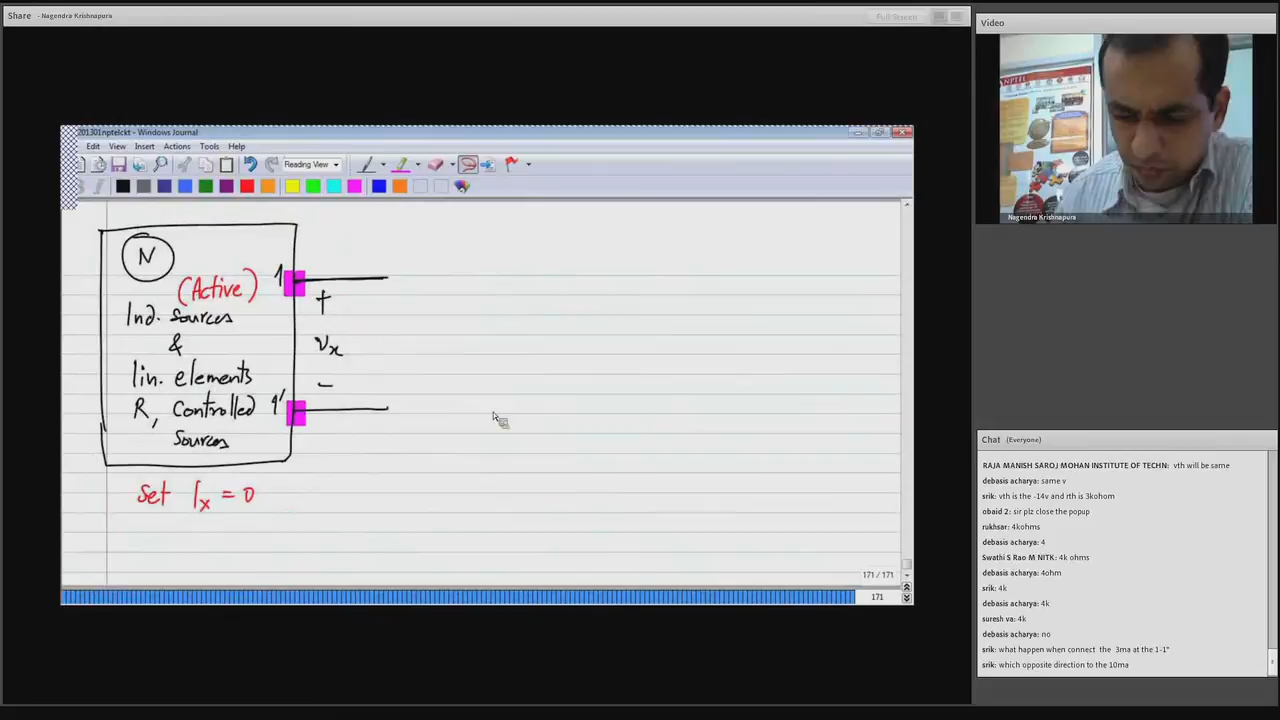 Share - Nagendra Krishnapura
Full Screen
Video
NPTEL
Nagendra Krishnapura
201301nptelckt - Windows Journal
Edit View Insert Actions Tools Help
Reading View
N
(Active)
Ind. sources
&
lin. elements
R, Controlled
Sources
1
1'
+
vx
-
Set Ix = 0
171 / 171
171
Chat (Everyone)
RAJA MANISH SAROJ MOHAN INSTITUTE OF TECHN: vth will be same
debasis acharya: same v
srik: vth is the -14v and rth is 3kohom
obaid 2: sir plz close the popup
rukhsar: 4kohms
debasis acharya: 4
Swathi S Rao M NITK: 4k ohms
debasis acharya: 4ohm
srik: 4k
debasis acharya: 4k
suresh va: 4k
debasis acharya: no
srik: what happen when connect the 3ma at the 1-1"
srik: which opposite direction to the 10ma